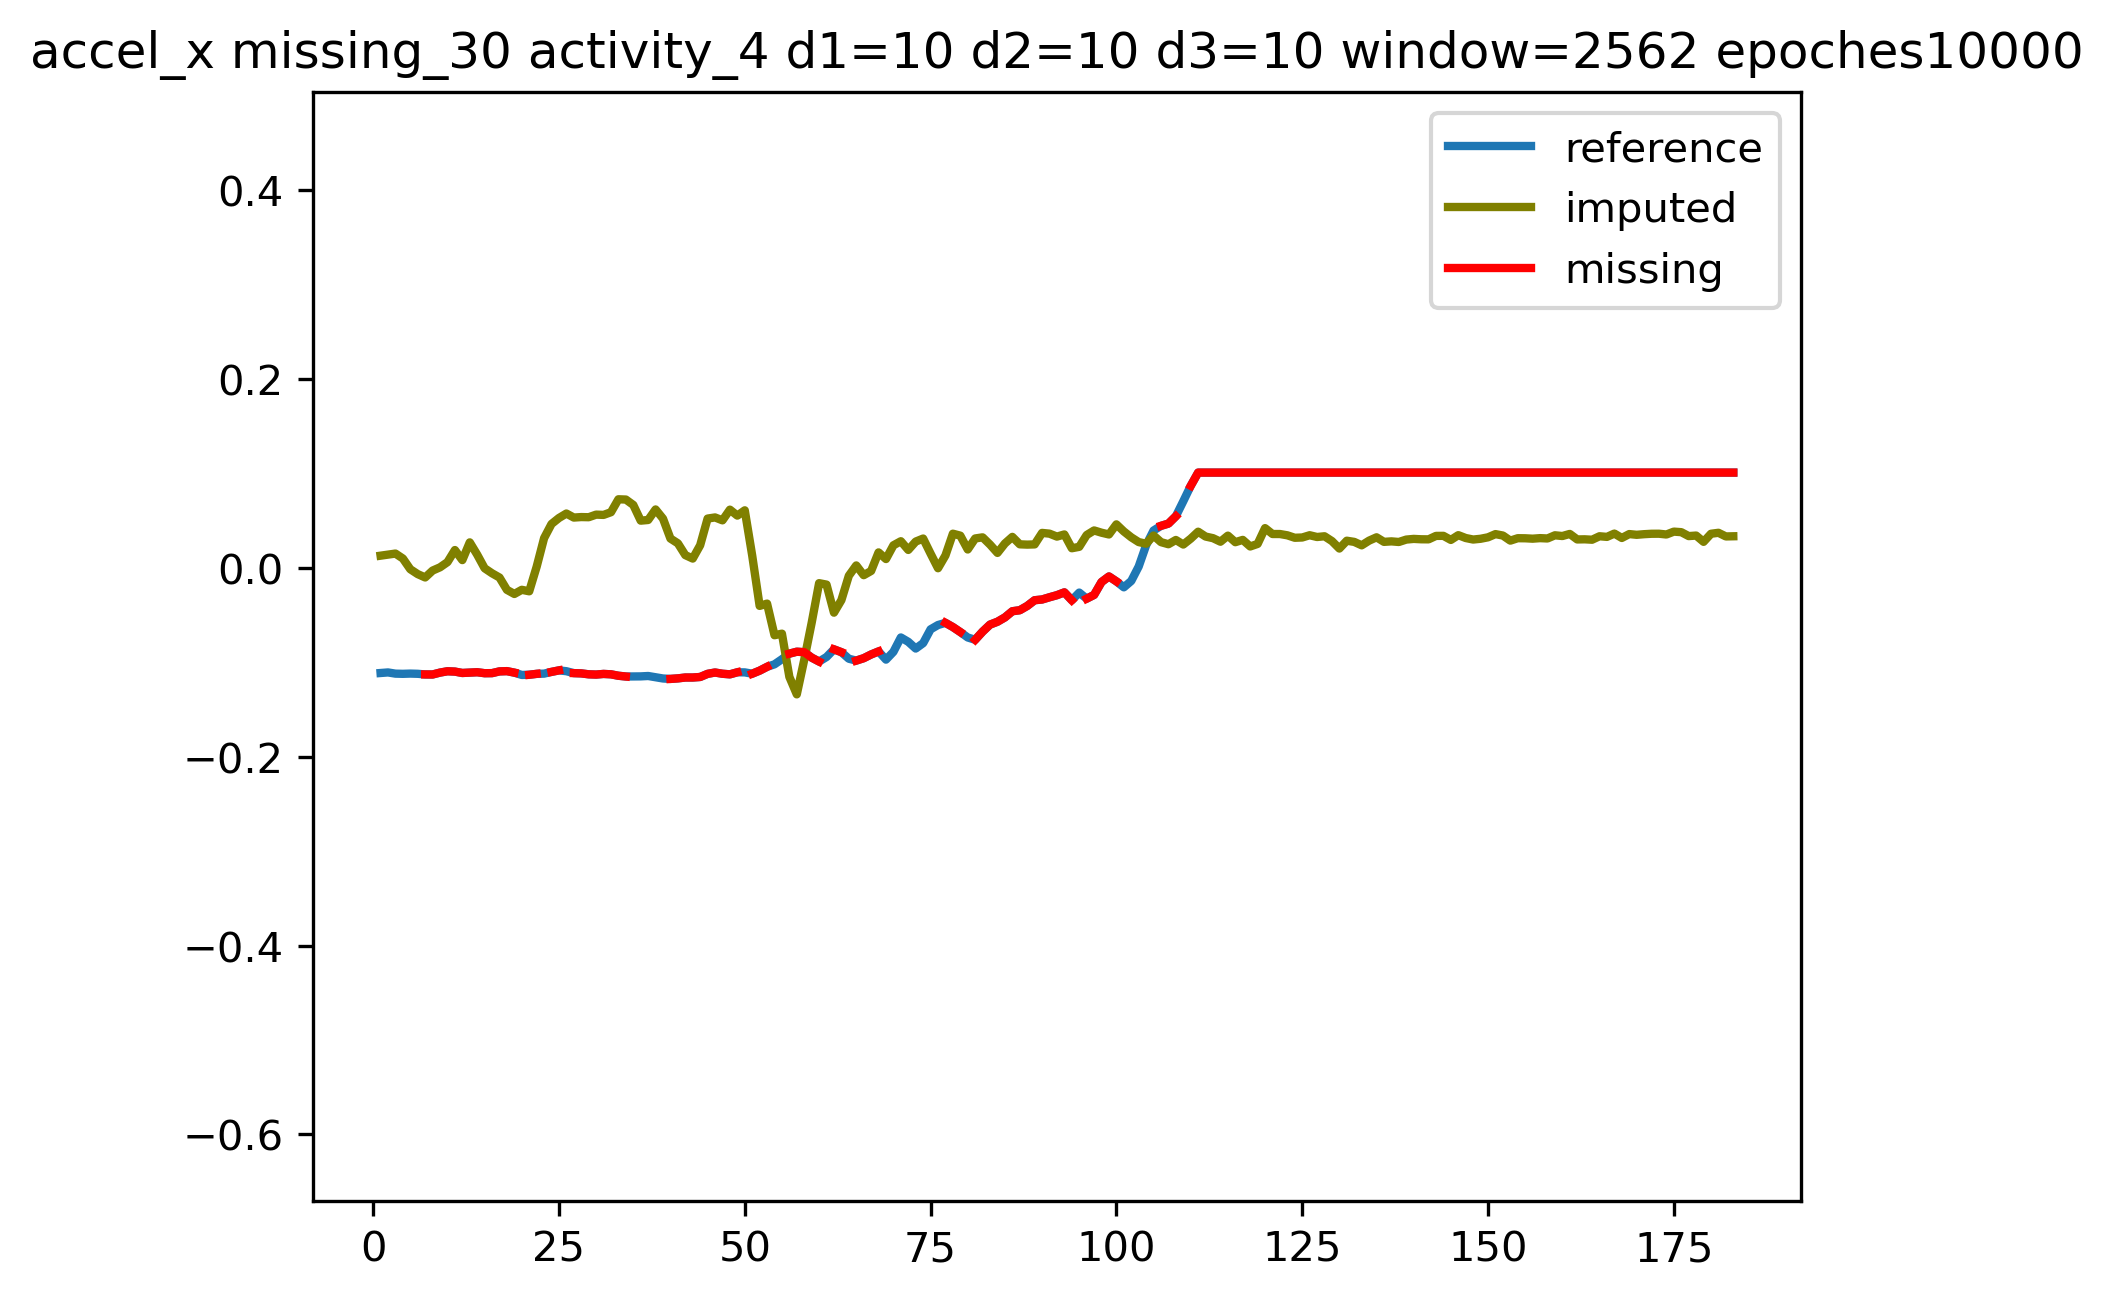 accel_x missing_30 activity_4 d1=10 d2=10 d3=10 window=2562 epoches10000
reference
imputed
missing
0.4
0.2
0.0
−0.2
−0.4
−0.6
0 25 50 75 100 125 150 175